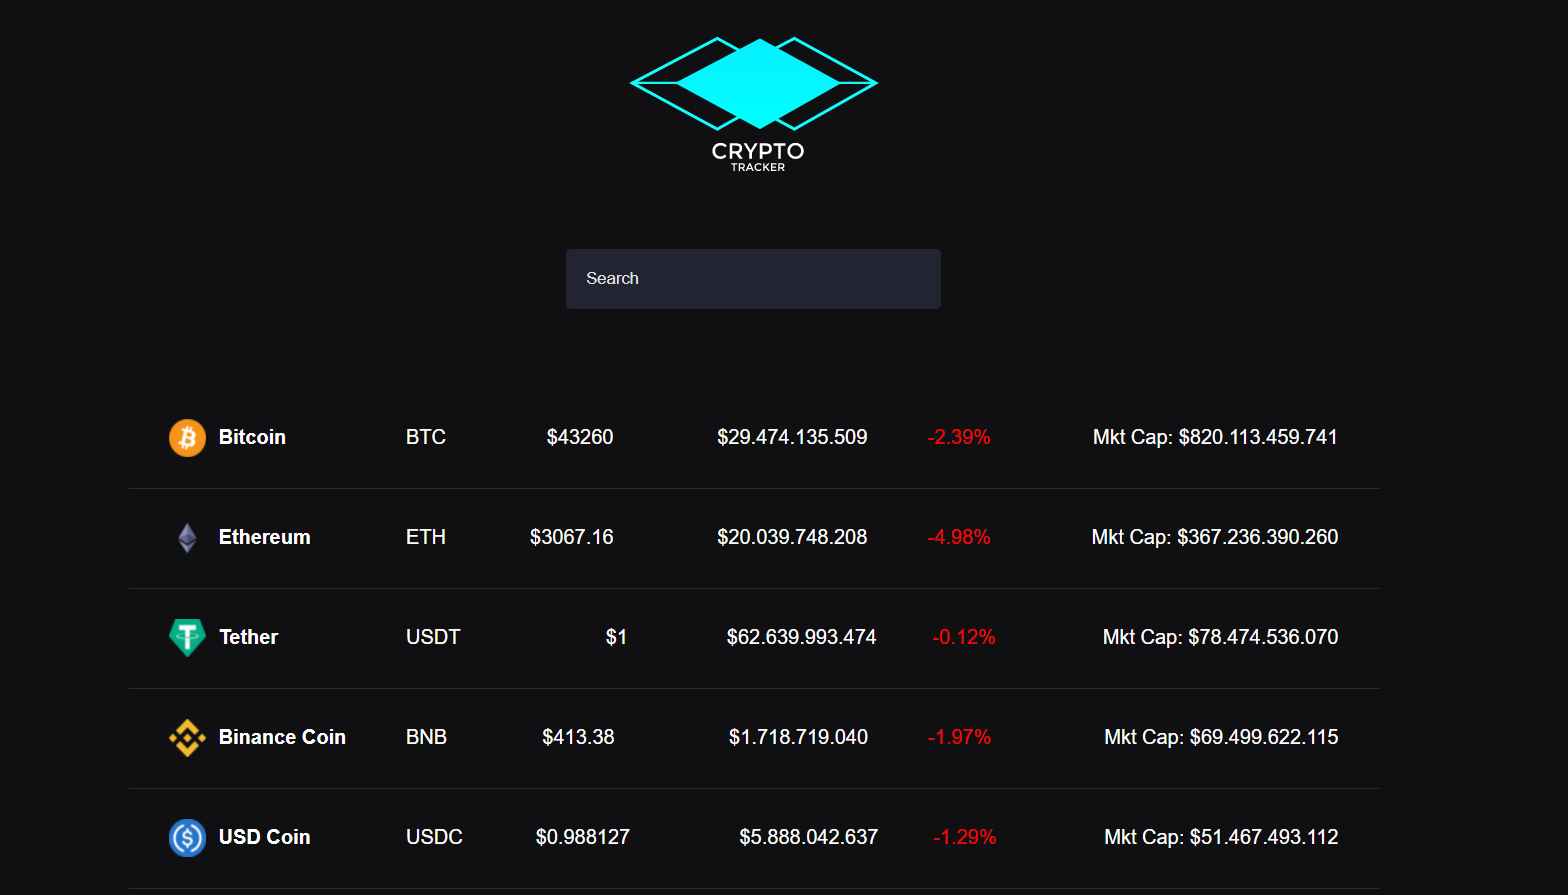 CRYPTO
TRACKER
Search
Bitcoin BTC $43260 $29.474.135.509 -2.39% Mkt Cap: $820.113.459.741
Ethereum ETH $3067.16 $20.039.748.208 -4.98% Mkt Cap: $367.236.390.260
Tether USDT $1 $62.639.993.474 -0.12% Mkt Cap: $78.474.536.070
Binance Coin BNB $413.38 $1.718.719.040 -1.97% Mkt Cap: $69.499.622.115
USD Coin USDC $0.988127 $5.888.042.637 -1.29% Mkt Cap: $51.467.493.112